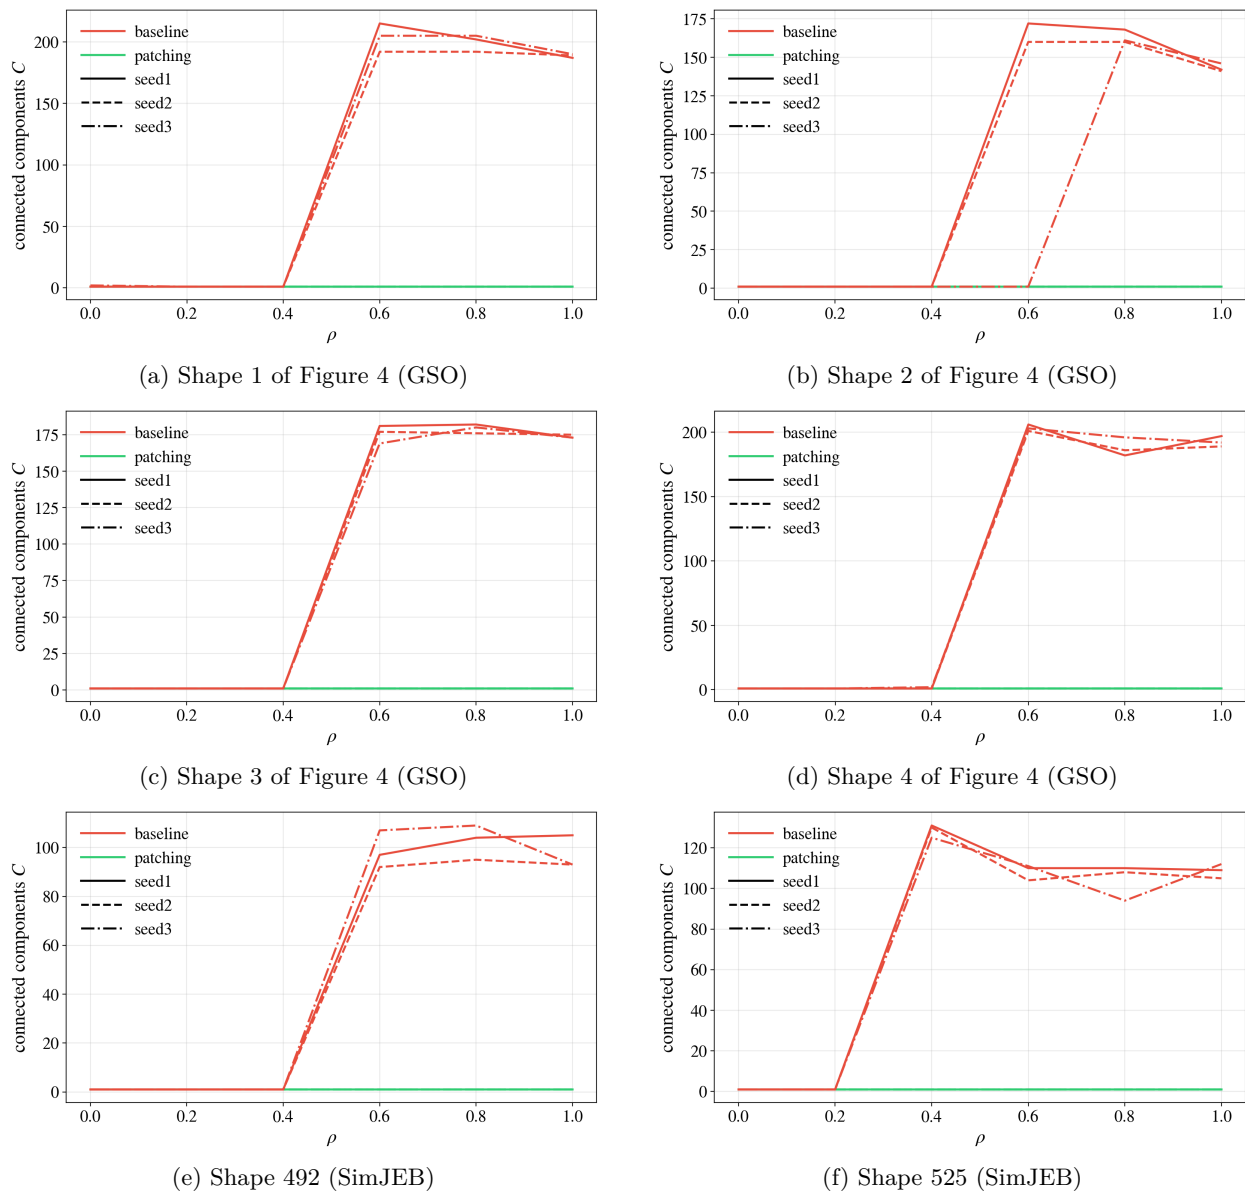 baseline
patching
seed1
seed2
seed3
connected components C
200
150
100
50
0
0.0 0.2 0.4 0.6 0.8 1.0
ρ
(a) Shape 1 of Figure 4 (GSO)
baseline
patching
seed1
seed2
seed3
connected components C
175
150
125
100
75
50
25
0
0.0 0.2 0.4 0.6 0.8 1.0
ρ
(b) Shape 2 of Figure 4 (GSO)
baseline
patching
seed1
seed2
seed3
connected components C
175
150
125
100
75
50
25
0
0.0 0.2 0.4 0.6 0.8 1.0
ρ
(c) Shape 3 of Figure 4 (GSO)
baseline
patching
seed1
seed2
seed3
connected components C
200
150
100
50
0
0.0 0.2 0.4 0.6 0.8 1.0
ρ
(d) Shape 4 of Figure 4 (GSO)
baseline
patching
seed1
seed2
seed3
connected components C
100
80
60
40
20
0
0.0 0.2 0.4 0.6 0.8 1.0
ρ
(e) Shape 492 (SimJEB)
baseline
patching
seed1
seed2
seed3
connected components C
120
100
80
60
40
20
0
0.0 0.2 0.4 0.6 0.8 1.0
ρ
(f) Shape 525 (SimJEB)